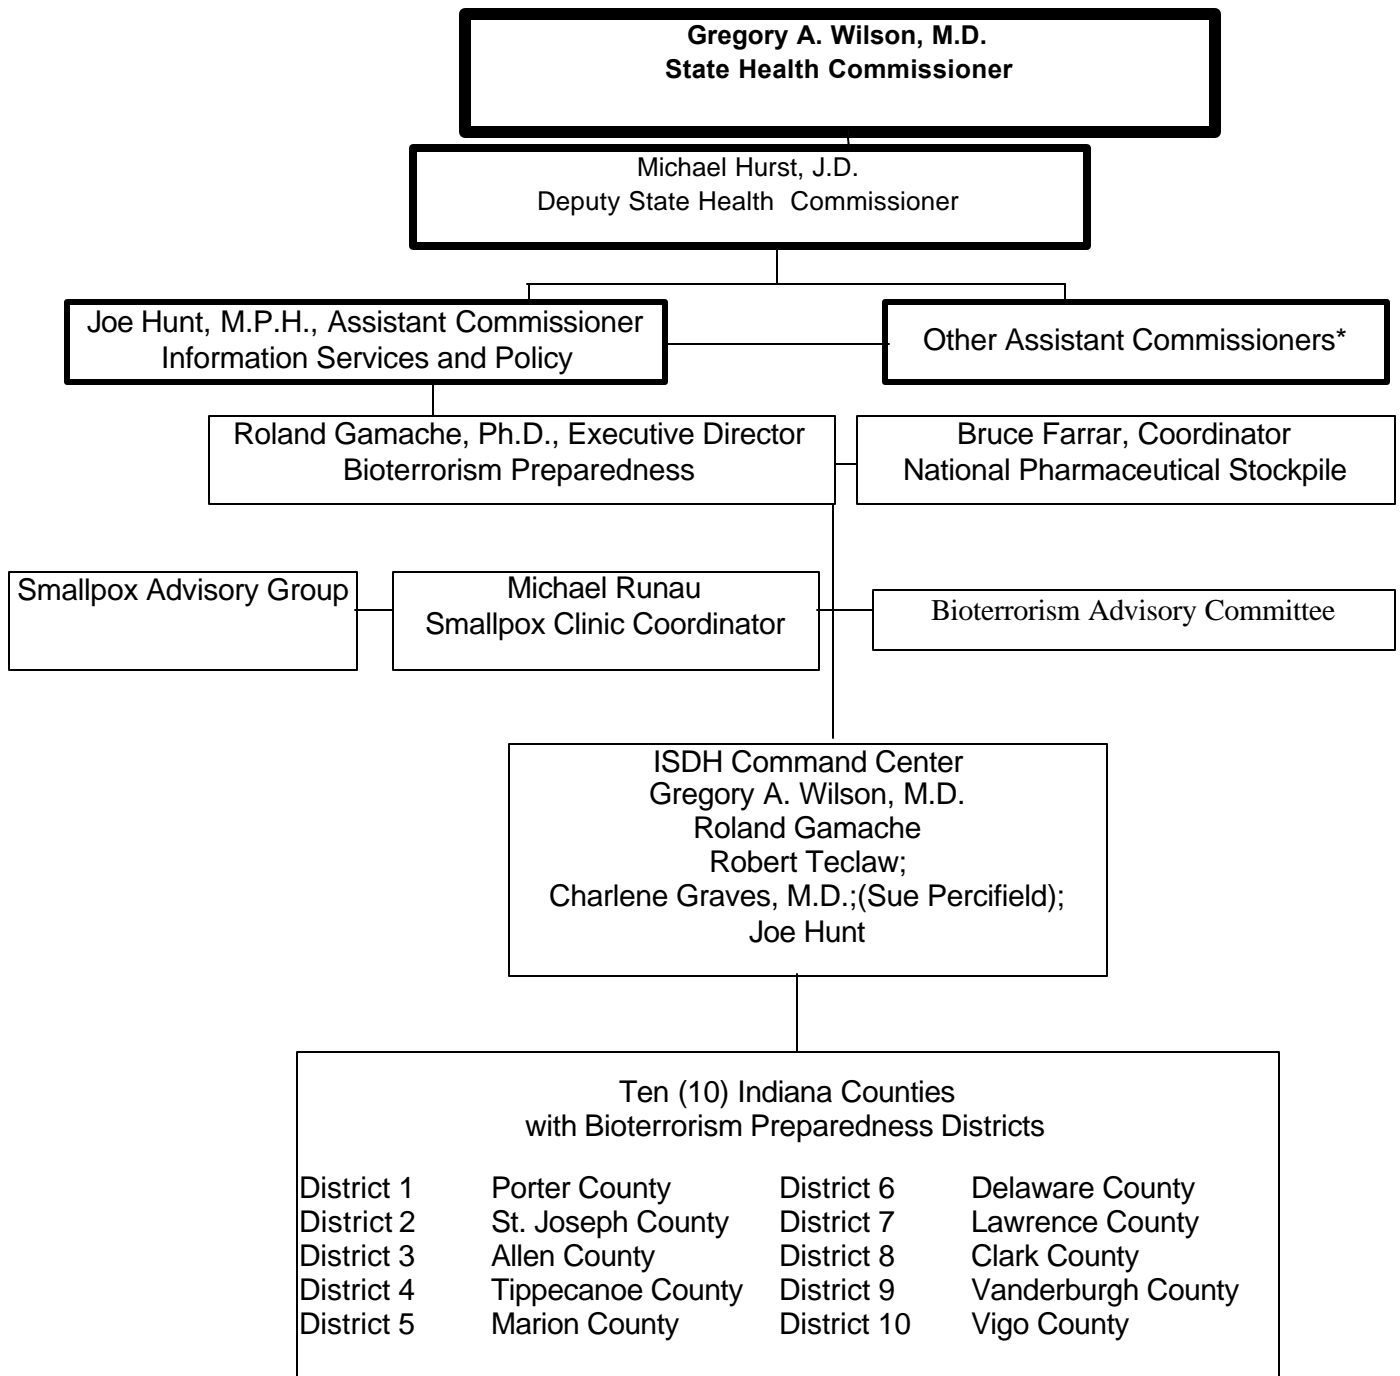 Gregory A. Wilson, M.D.
State Health Commissioner
Michael Hurst, J.D.
Deputy State Health Commissioner
Joe Hunt, M.P.H., Assistant Commissioner
Information Services and Policy
Other Assistant Commissioners*
Roland Gamache, Ph.D., Executive Director
Bioterrorism Preparedness
Bruce Farrar, Coordinator
National Pharmaceutical Stockpile
Smallpox Advisory Group
Michael Runau
Smallpox Clinic Coordinator
Bioterrorism Advisory Committee
ISDH Command Center
Gregory A. Wilson, M.D.
Roland Gamache
Robert Teclaw;
Charlene Graves, M.D.;(Sue Percifield);
Joe Hunt
Ten (10) Indiana Counties
with Bioterrorism Preparedness Districts
District 1 Porter County District 6 Delaware County
District 2 St. Joseph County District 7 Lawrence County
District 3 Allen County District 8 Clark County
District 4 Tippecanoe County District 9 Vanderburgh County
District 5 Marion County District 10 Vigo County